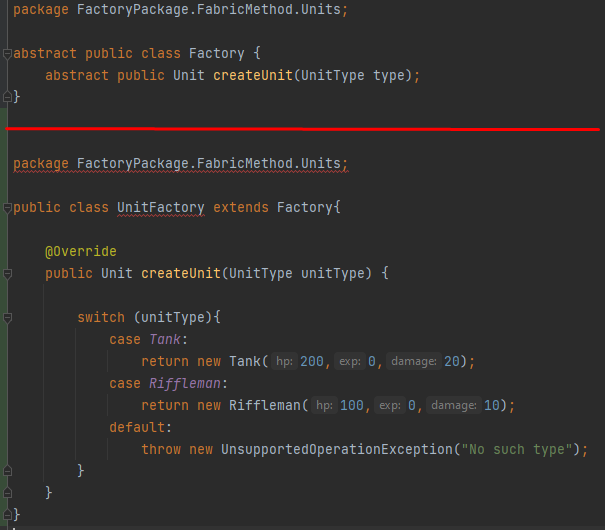 package FactoryPackage.FabricMethod.Units;
abstract public class Factory {
abstract public Unit createUnit(UnitType type);
}
package FactoryPackage.FabricMethod.Units;
public class UnitFactory extends Factory{
@Override
public Unit createUnit(UnitType unitType) {
switch (unitType){
case Tank:
return new Tank( hp: 200, exp: 0, damage: 20);
case Riffleman:
return new Riffleman( hp: 100, exp: 0, damage: 10);
default:
throw new UnsupportedOperationException("No such type");
}
}
}